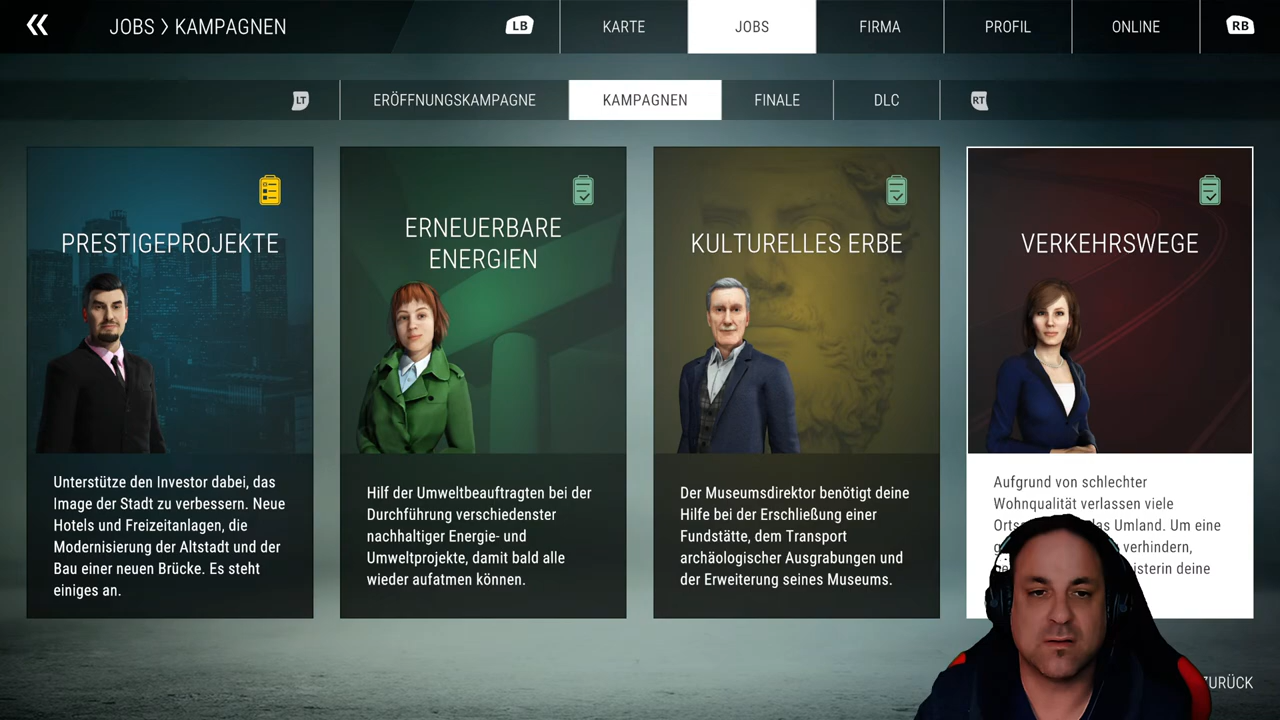 JOBS > KAMPAGNEN
LB
KARTE
JOBS
FIRMA
PROFIL
ONLINE
RB
LT
ERÖFFNUNGSKAMPAGNE
KAMPAGNEN
FINALE
DLC
RT
PRESTIGEPROJEKTE
Unterstütze den Investor dabei, das
Image der Stadt zu verbessern. Neue
Hotels und Freizeitanlagen, die
Modernisierung der Altstadt und der
Bau einer neuen Brücke. Es steht
einiges an.
ERNEUERBARE
ENERGIEN
Hilf der Umweltbeauftragten bei der
Durchführung verschiedenster
nachhaltiger Energie- und
Umweltprojekte, damit bald alle
wieder aufatmen können.
KULTURELLES ERBE
Der Museumsdirektor benötigt deine
Hilfe bei der Erschließung einer
Fundstätte, dem Transport
archäologischer Ausgrabungen und
der Erweiterung seines Museums.
VERKEHRSWEGE
Aufgrund von schlechter
Wohnqualität verlassen viele
das Umland. Um eine
verhindern,
deine
ZURÜCK